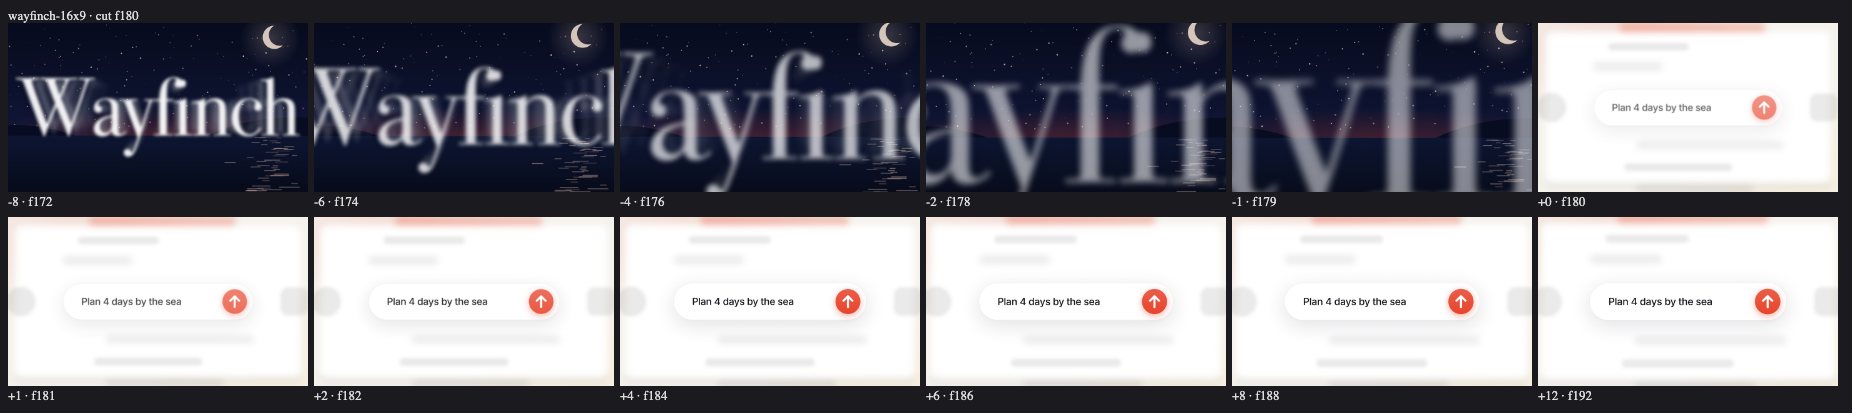 wayfinch-16x9 · cut f180
Wayfinch
Wayfinc
ayfin
ayfin
vfi
Plan 4 days by the sea
-8 · f172
-6 · f174
-4 · f176
-2 · f178
-1 · f179
+0 · f180
Plan 4 days by the sea
Plan 4 days by the sea
Plan 4 days by the sea
Plan 4 days by the sea
Plan 4 days by the sea
Plan 4 days by the sea
+1 · f181
+2 · f182
+4 · f184
+6 · f186
+8 · f188
+12 · f192